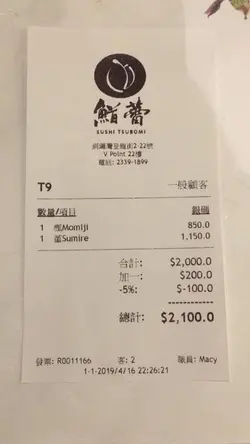 鮨 蕾
SUSHI TSUBOMI
銅鑼灣登龍街2-22號
V Point 22樓
電話: 2339-1899
T9 一般顧客
數量/項目 銀碼
1 楓Momiji 850.0
1 菫Sumire 1,150.0
合計: $2,000.0
加一: $200.0
-5%: $-100.0
總計: $2,100.0
發票: R0011166 客: 2 職員: Macy
1-1-2019/4/16 22:26:21